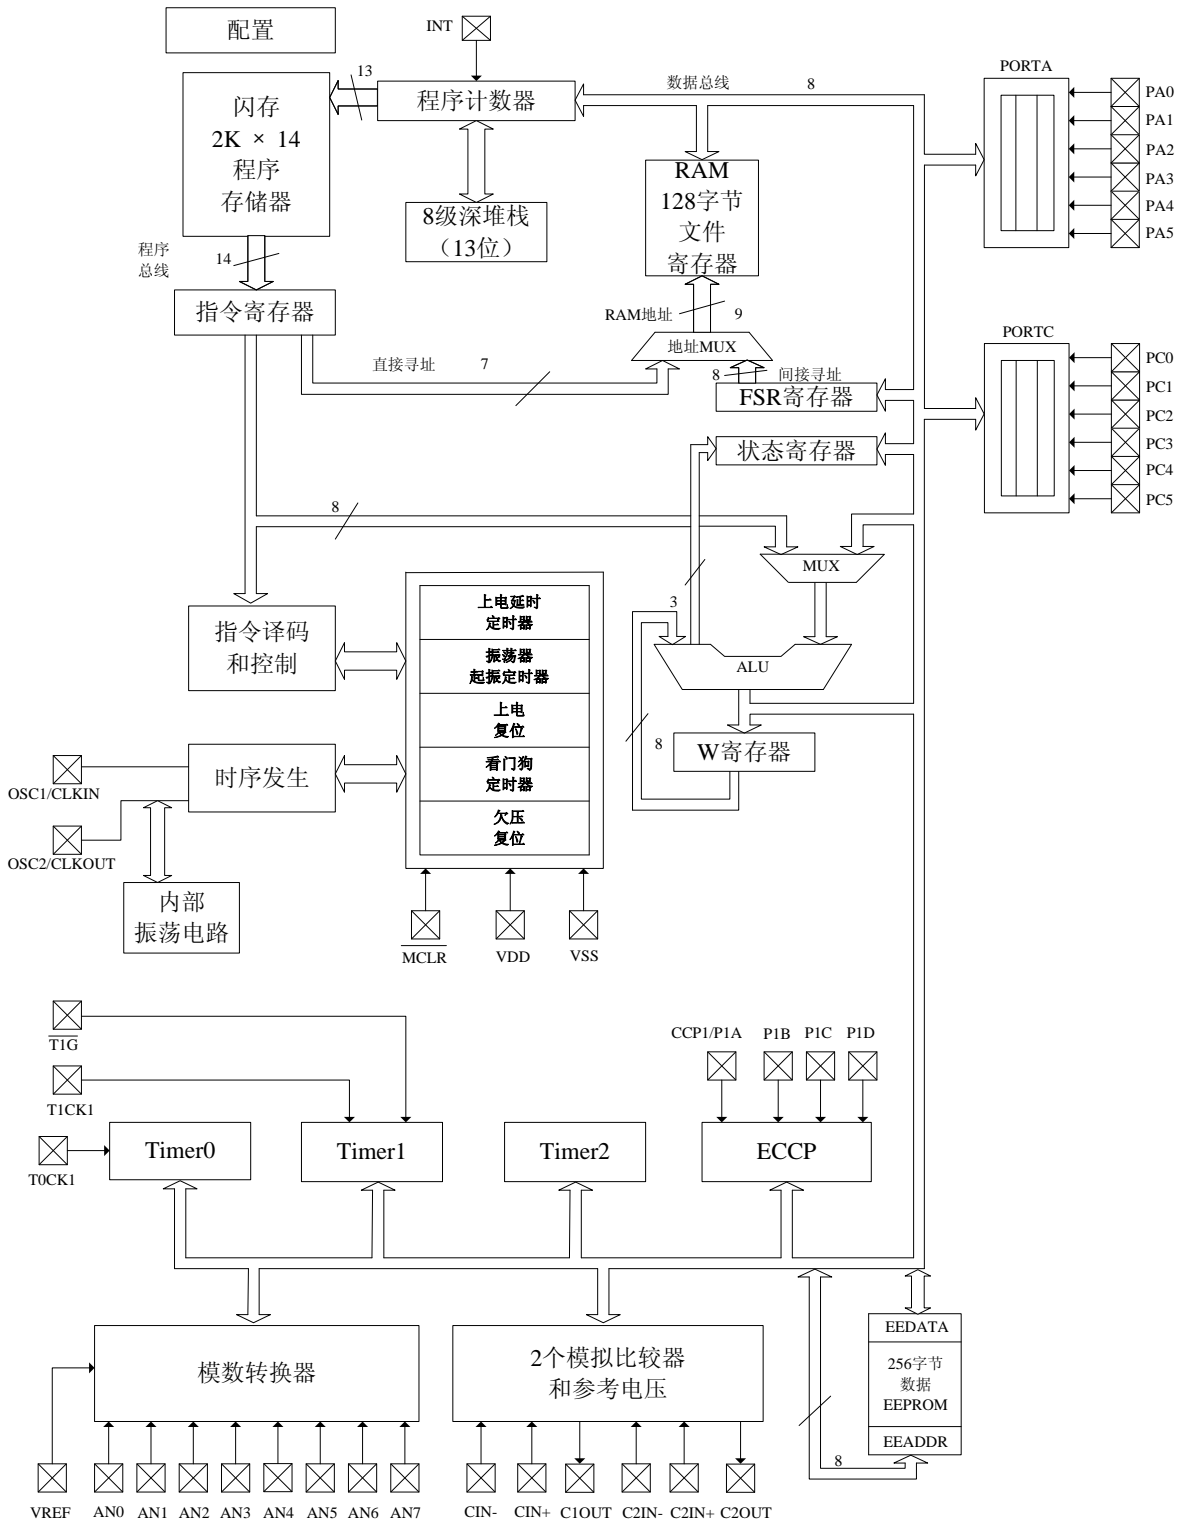 配置
INT
13
闪存
2K × 14
程序
存储器
程序计数器
数据总线
8
PORTA
PA0
PA1
PA2
PA3
PA4
PA5
8级深堆栈
（13位）
RAM
128字节
文件
寄存器
程序
总线
14
指令寄存器
RAM地址
9
地址MUX
直接寻址
7
8
间接寻址
FSR寄存器
PORTC
PC0
PC1
PC2
PC3
PC4
PC5
状态寄存器
8
MUX
3
ALU
指令译码
和控制
上电延时
定时器
振荡器
起振定时器
上电
复位
看门狗
定时器
欠压
复位
8
W寄存器
时序发生
OSC1/CLKIN
OSC2/CLKOUT
内部
振荡电路
MCLR
VDD
VSS
T1G
T1CK1
T0CK1
CCP1/P1A
P1B
P1C
P1D
Timer0
Timer1
Timer2
ECCP
模数转换器
2个模拟比较器
和参考电压
EEDATA
256字节
数据
EEPROM
EEADDR
8
VREF
AN0
AN1
AN2
AN3
AN4
AN5
AN6
AN7
CIN-
CIN+
C1OUT
C2IN-
C2IN+
C2OUT